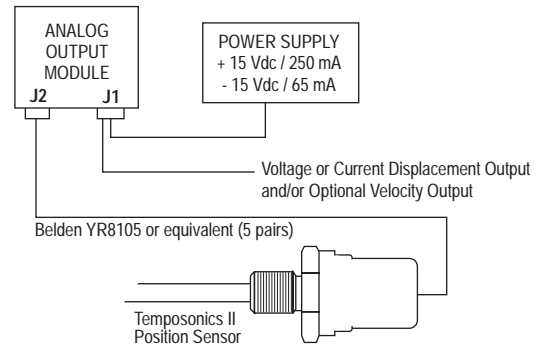 ANALOG
OUTPUT
MODULE
J2 J1
POWER SUPPLY
+ 15 Vdc / 250 mA
- 15 Vdc / 65 mA
Voltage or Current Displacement Output
and/or Optional Velocity Output
Belden YR8105 or equivalent (5 pairs)
Temposonics II
Position Sensor